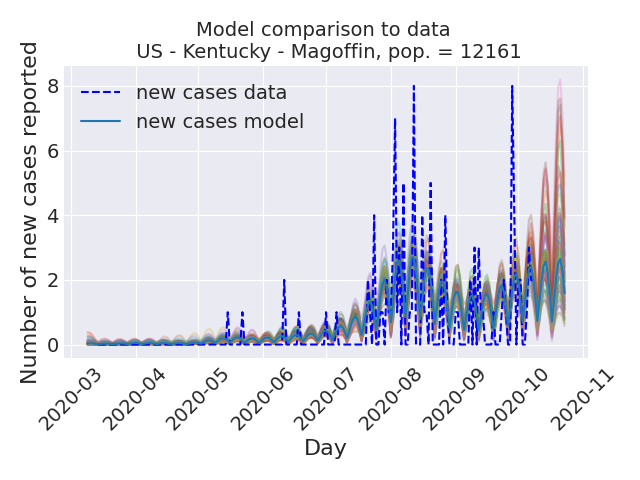 Model comparison to data
US - Kentucky - Magoffin, pop. = 12161
Number of new cases reported
8
6
4
2
0
new cases data
new cases model
2020-03
2020-04
2020-05
2020-06
2020-07
2020-08
2020-09
2020-10
2020-11
Day